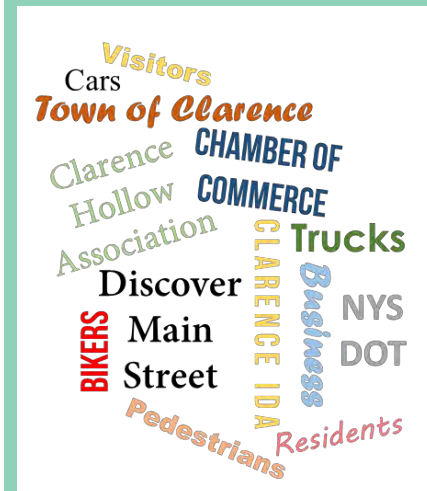 Visitors
Cars
Town of Clarence
CHAMBER OF
COMMERCE
Clarence
Hollow
Association
CLARENCE IDA
Trucks
Business
NYS
DOT
Discover
Main
Street
BIKERS
Pedestrians
Residents